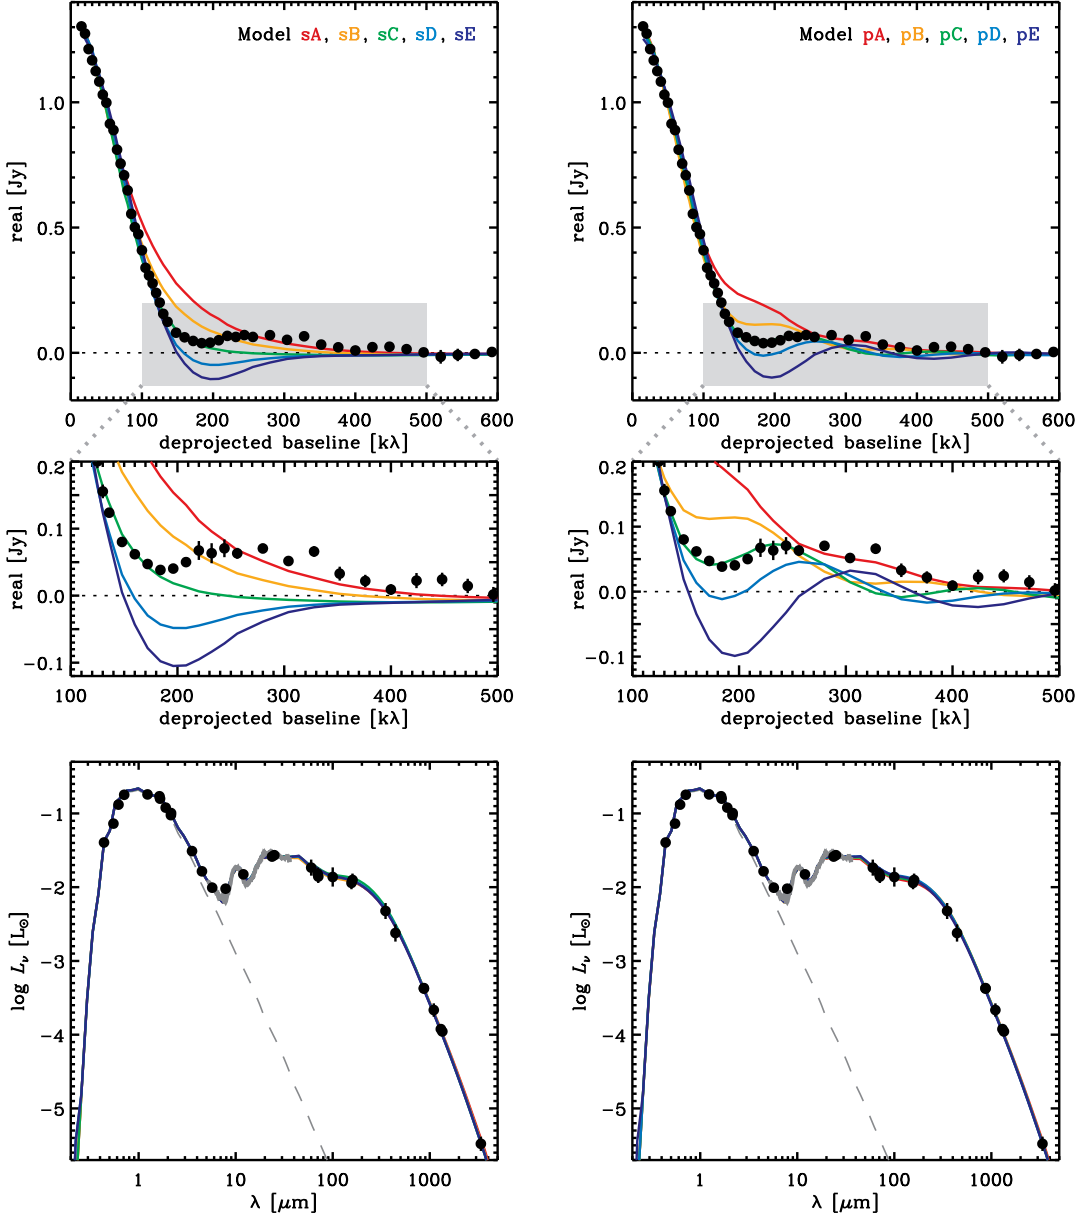 Model sA, sB, sC, sD, sE
real [Jy]
1.0
0.5
0.0
0 100 200 300 400 500 600
deprojected baseline [kλ]
Model pA, pB, pC, pD, pE
real [Jy]
1.0
0.5
0.0
0 100 200 300 400 500 600
deprojected baseline [kλ]
real [Jy]
0.2
0.1
0.0
−0.1
100 200 300 400 500
deprojected baseline [kλ]
real [Jy]
0.2
0.1
0.0
−0.1
100 200 300 400 500
deprojected baseline [kλ]
log Lν [L⊙]
−1
−2
−3
−4
−5
1 10 100 1000
λ [μm]
log Lν [L⊙]
−1
−2
−3
−4
−5
1 10 100 1000
λ [μm]